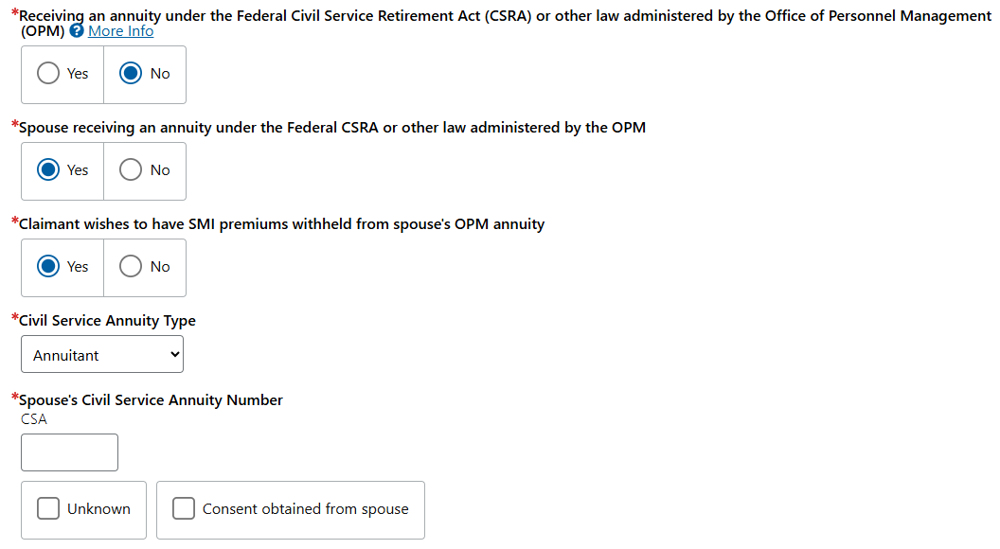 *Receiving an annuity under the Federal Civil Service Retirement Act (CSRA) or other law administered by the Office of Personnel Management
(OPM) ? More Info
Yes No
*Spouse receiving an annuity under the Federal CSRA or other law administered by the OPM
Yes No
*Claimant wishes to have SMI premiums withheld from spouse's OPM annuity
Yes No
*Civil Service Annuity Type
Annuitant
*Spouse's Civil Service Annuity Number
CSA
Unknown Consent obtained from spouse